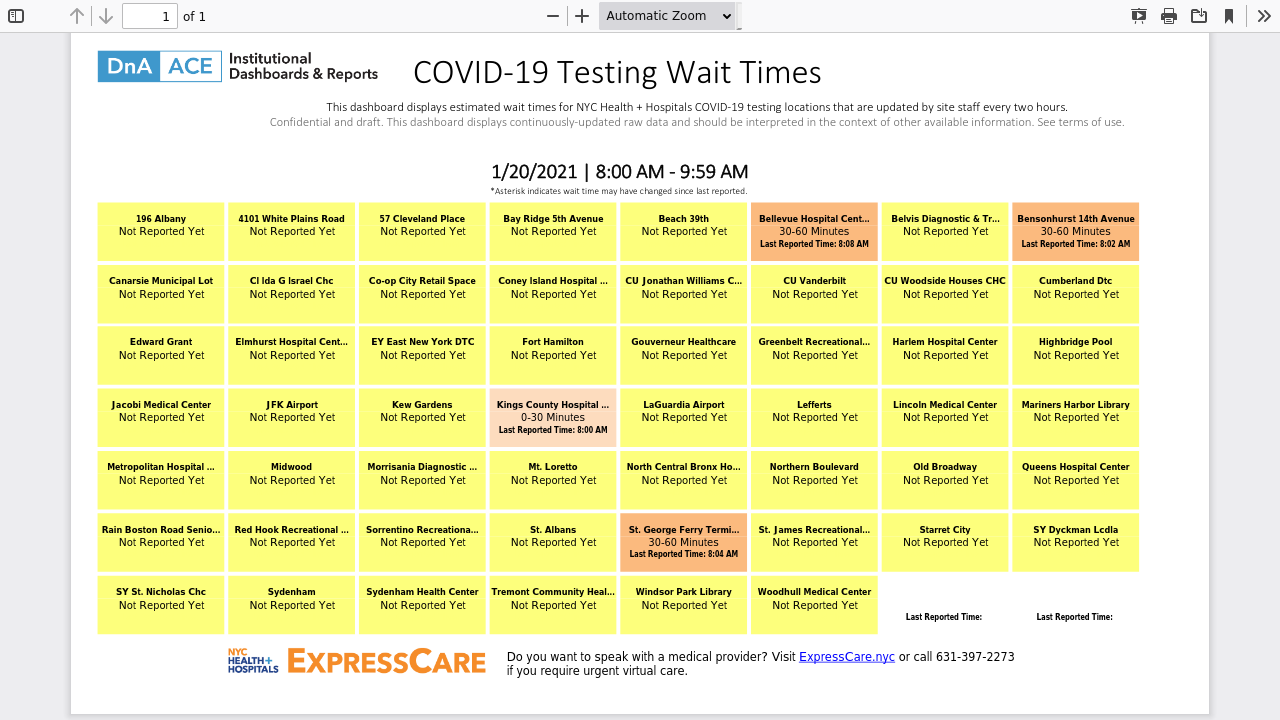 1 of 1 Automatic Zoom
DnA ACE Institutional Dashboards & Reports
COVID-19 Testing Wait Times
This dashboard displays estimated wait times for NYC Health + Hospitals COVID-19 testing locations that are updated by site staff every two hours.
Confidential and draft. This dashboard displays continuously-updated raw data and should be interpreted in the context of other available information. See terms of use.
1/20/2021 | 8:00 AM - 9:59 AM
*Asterisk indicates wait time may have changed since last reported.
196 Albany
Not Reported Yet
4101 White Plains Road
Not Reported Yet
57 Cleveland Place
Not Reported Yet
Bay Ridge 5th Avenue
Not Reported Yet
Beach 39th
Not Reported Yet
Bellevue Hospital Cent...
30-60 Minutes
Last Reported Time: 8:08 AM
Belvis Diagnostic & Tr...
Not Reported Yet
Bensonhurst 14th Avenue
30-60 Minutes
Last Reported Time: 8:02 AM
Canarsie Municipal Lot
Not Reported Yet
CI Ida G Israel Chc
Not Reported Yet
Co-op City Retail Space
Not Reported Yet
Coney Island Hospital ...
Not Reported Yet
CU Jonathan Williams C...
Not Reported Yet
CU Vanderbilt
Not Reported Yet
CU Woodside Houses CHC
Not Reported Yet
Cumberland Dtc
Not Reported Yet
Edward Grant
Not Reported Yet
Elmhurst Hospital Cent...
Not Reported Yet
EY East New York DTC
Not Reported Yet
Fort Hamilton
Not Reported Yet
Gouverneur Healthcare
Not Reported Yet
Greenbelt Recreational...
Not Reported Yet
Harlem Hospital Center
Not Reported Yet
Highbridge Pool
Not Reported Yet
Jacobi Medical Center
Not Reported Yet
JFK Airport
Not Reported Yet
Kew Gardens
Not Reported Yet
Kings County Hospital ...
0-30 Minutes
Last Reported Time: 8:00 AM
LaGuardia Airport
Not Reported Yet
Lefferts
Not Reported Yet
Lincoln Medical Center
Not Reported Yet
Mariners Harbor Library
Not Reported Yet
Metropolitan Hospital ...
Not Reported Yet
Midwood
Not Reported Yet
Morrisania Diagnostic ...
Not Reported Yet
Mt. Loretto
Not Reported Yet
North Central Bronx Ho...
Not Reported Yet
Northern Boulevard
Not Reported Yet
Old Broadway
Not Reported Yet
Queens Hospital Center
Not Reported Yet
Rain Boston Road Senio...
Not Reported Yet
Red Hook Recreational ...
Not Reported Yet
Sorrentino Recreationa...
Not Reported Yet
St. Albans
Not Reported Yet
St. George Ferry Termi...
30-60 Minutes
Last Reported Time: 8:04 AM
St. James Recreational...
Not Reported Yet
Starret City
Not Reported Yet
SY Dyckman Lcdla
Not Reported Yet
SY St. Nicholas Chc
Not Reported Yet
Sydenham
Not Reported Yet
Sydenham Health Center
Not Reported Yet
Tremont Community Heal...
Not Reported Yet
Windsor Park Library
Not Reported Yet
Woodhull Medical Center
Not Reported Yet
Last Reported Time:
Last Reported Time:
NYC
HEALTH+
HOSPITALS
EXPRESSCARE
Do you want to speak with a medical provider? Visit ExpressCare.nyc or call 631-397-2273
if you require urgent virtual care.